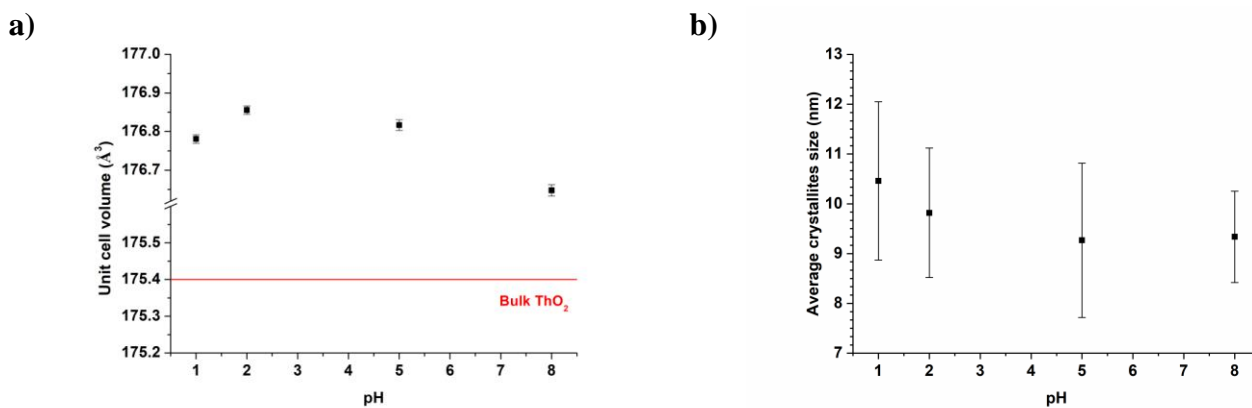 a)
Unit cell volume (Å³)
177.0
176.9
176.8
176.7
175.5
175.4
175.3
175.2
Bulk ThO₂
1 2 3 4 5 6 7 8
pH
b)
Average crystallites size (nm)
13
12
11
10
9
8
7
1 2 3 4 5 6 7 8
pH